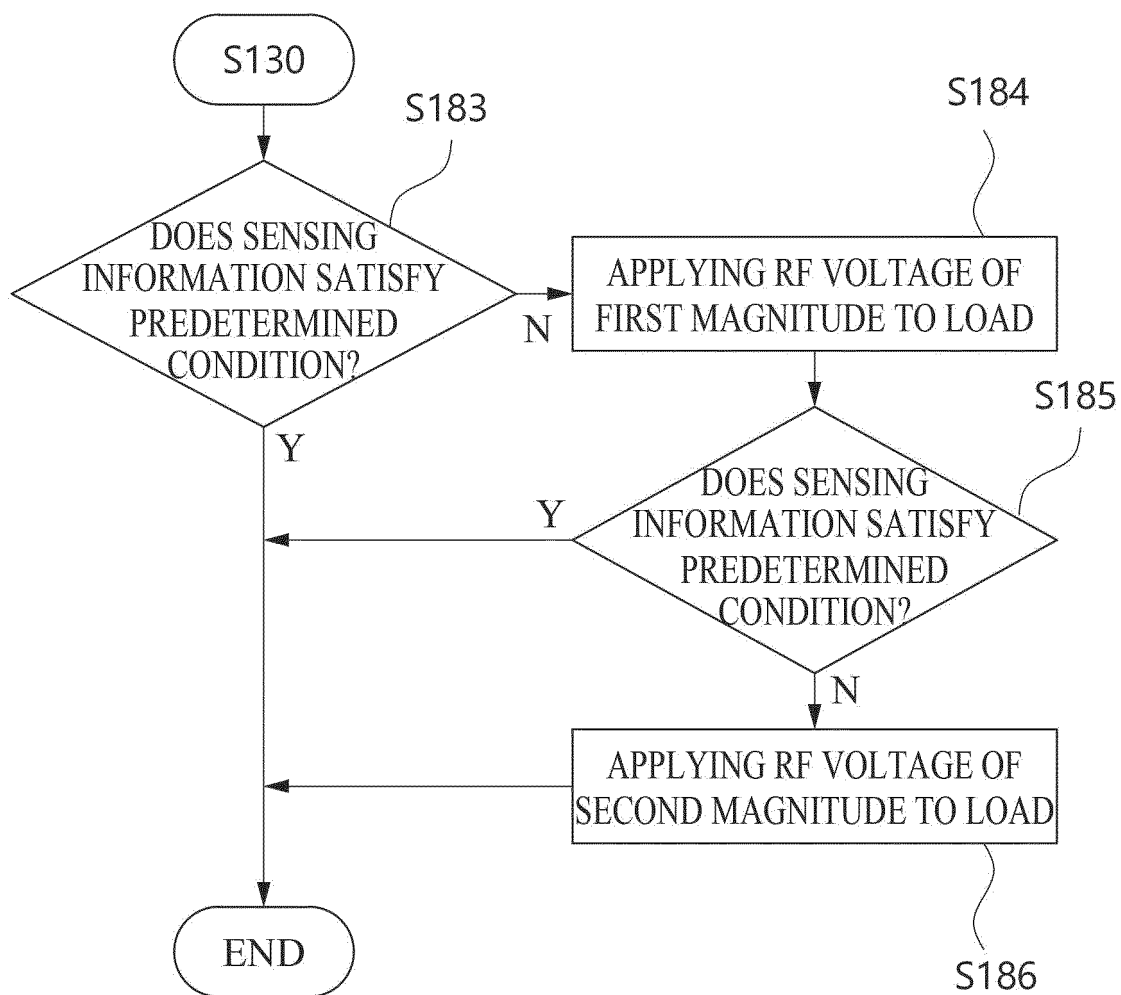 S130
S183
S184
DOES SENSING
INFORMATION SATISFY
PREDETERMINED
CONDITION?
N
APPLYING RF VOLTAGE OF
FIRST MAGNITUDE TO LOAD
Y
S185
DOES SENSING
INFORMATION SATISFY
PREDETERMINED
CONDITION?
Y
N
APPLYING RF VOLTAGE OF
SECOND MAGNITUDE TO LOAD
END
S186